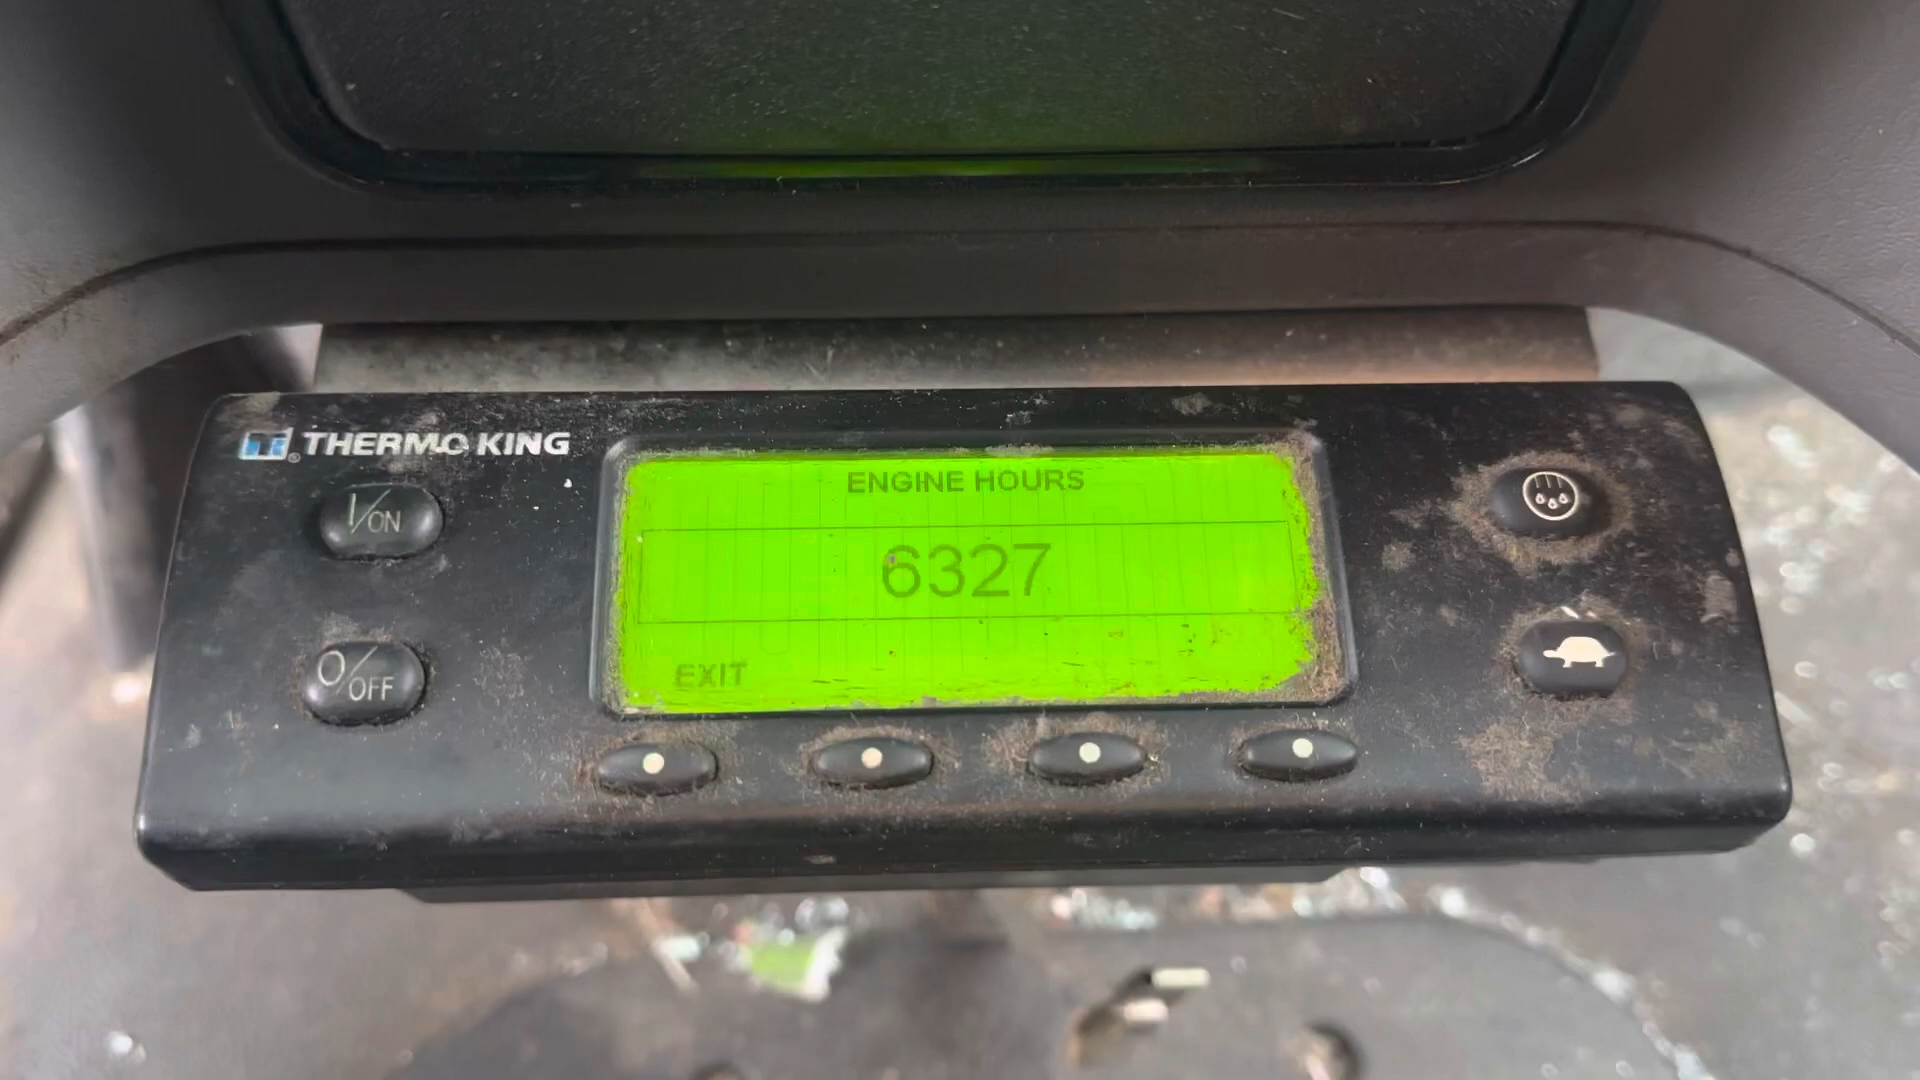 THERMO KING
ENGINE HOURS
I/ON
6327
O/OFF
EXIT